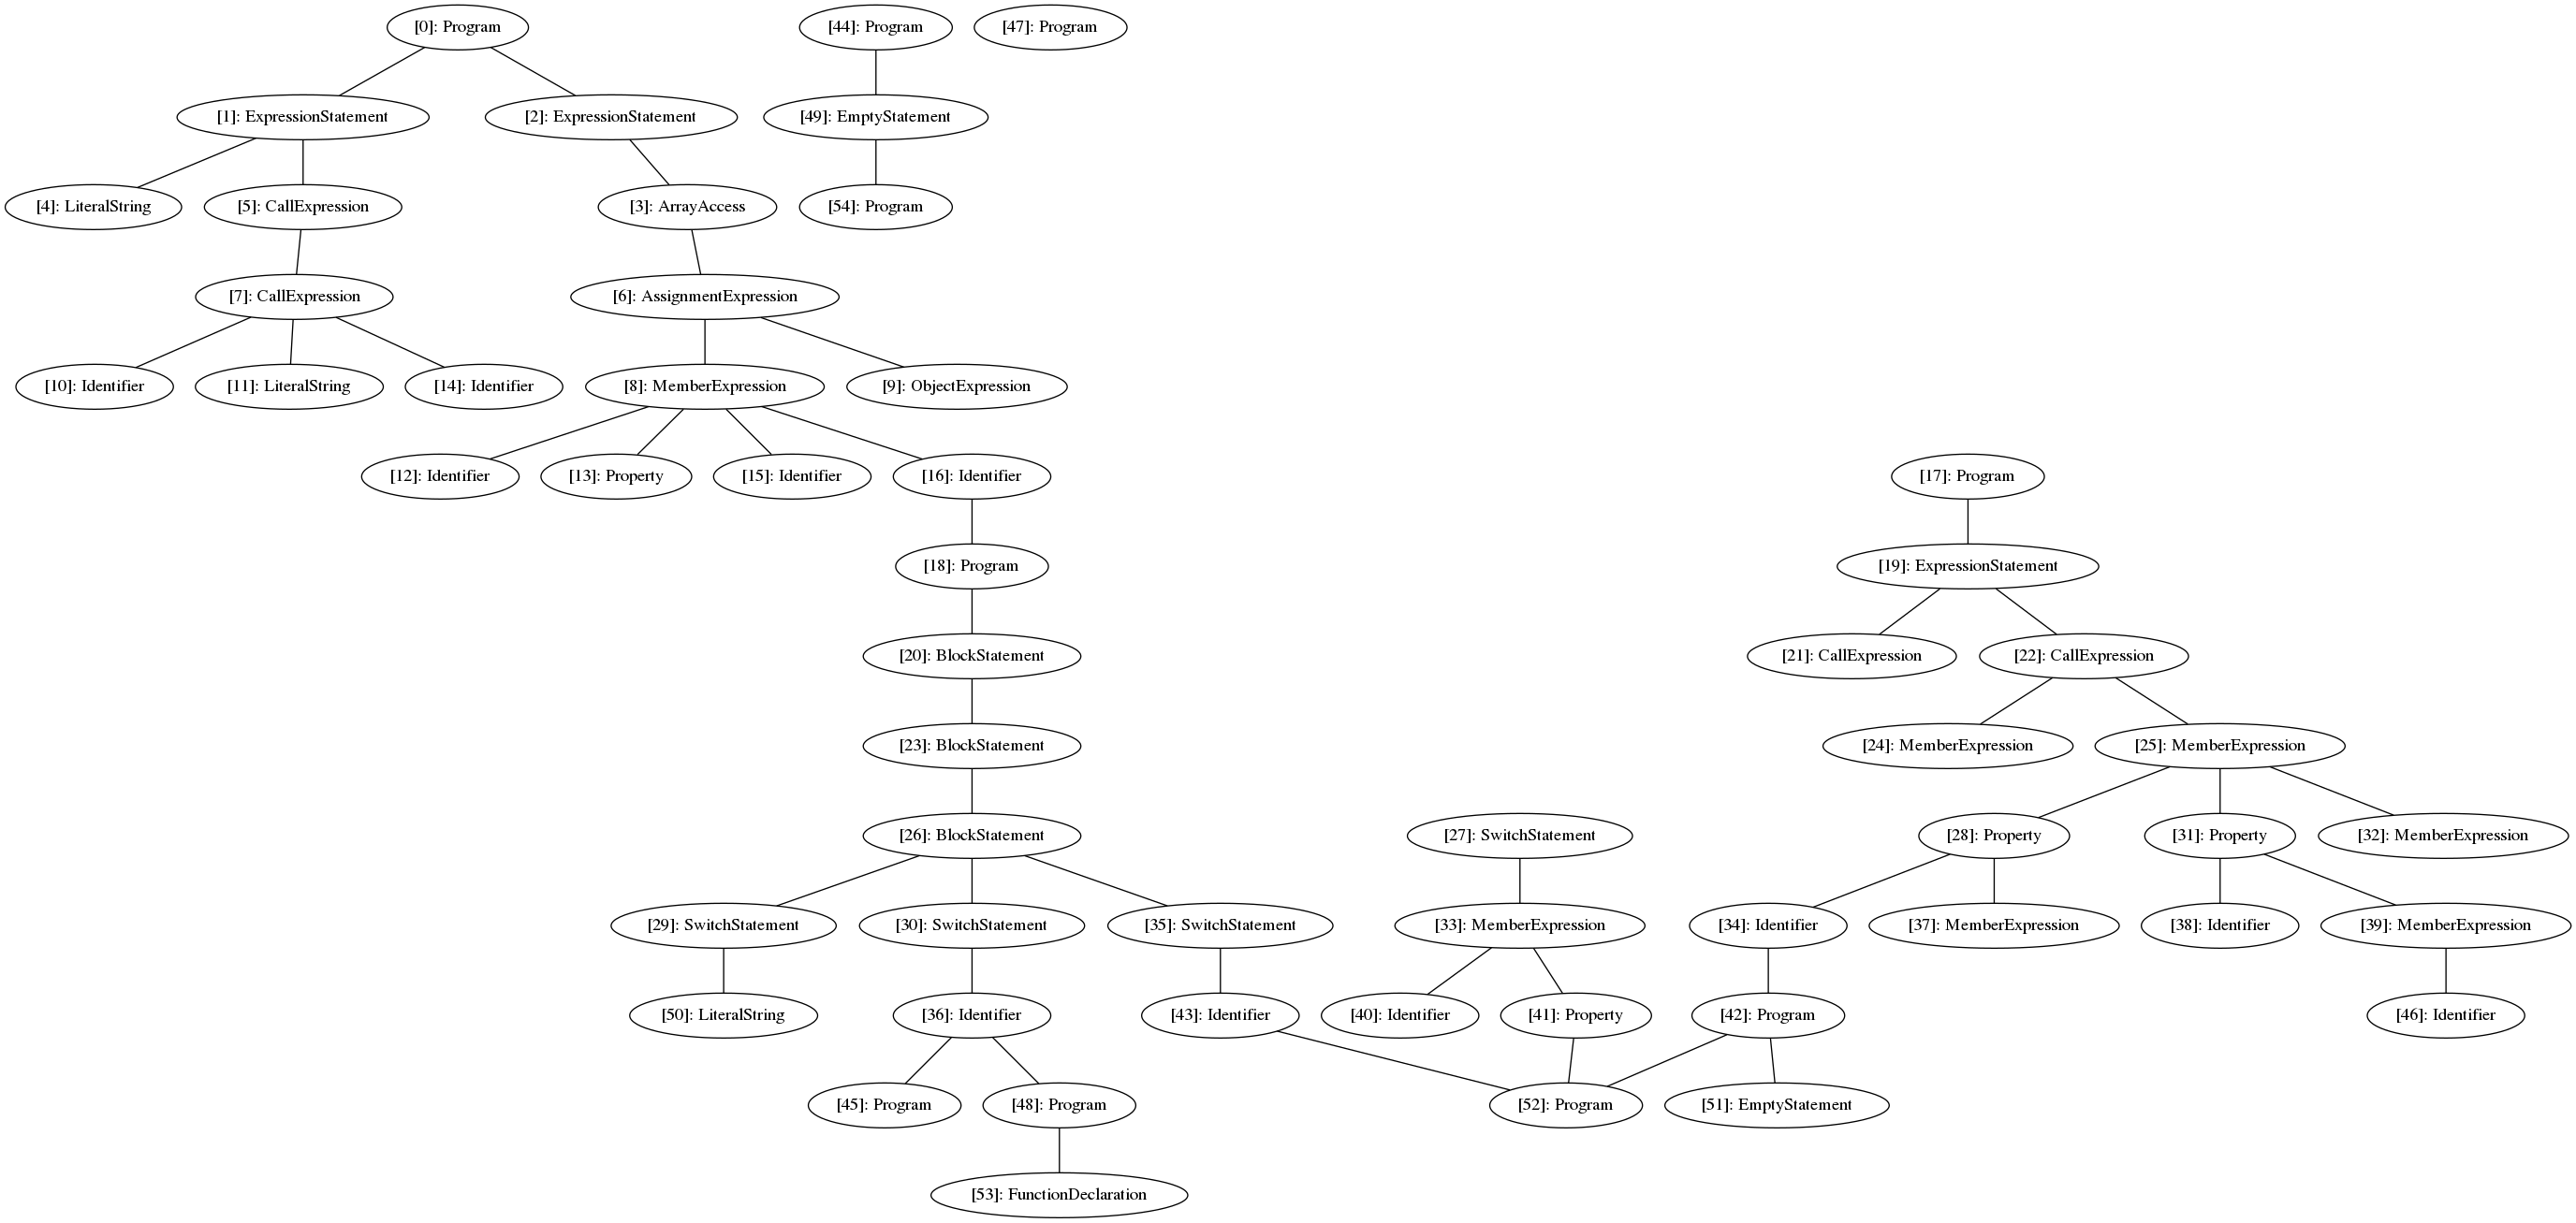 [0]: Program
[44]: Program
[47]: Program
[1]: ExpressionStatement
[2]: ExpressionStatement
[49]: EmptyStatement
[4]: LiteralString
[5]: CallExpression
[3]: ArrayAccess
[54]: Program
[7]: CallExpression
[6]: AssignmentExpression
[10]: Identifier
[11]: LiteralString
[14]: Identifier
[8]: MemberExpression
[9]: ObjectExpression
[12]: Identifier
[13]: Property
[15]: Identifier
[16]: Identifier
[17]: Program
[18]: Program
[19]: ExpressionStatement
[20]: BlockStatement
[21]: CallExpression
[22]: CallExpression
[23]: BlockStatement
[24]: MemberExpression
[25]: MemberExpression
[26]: BlockStatement
[27]: SwitchStatement
[28]: Property
[31]: Property
[32]: MemberExpression
[29]: SwitchStatement
[30]: SwitchStatement
[35]: SwitchStatement
[33]: MemberExpression
[34]: Identifier
[37]: MemberExpression
[38]: Identifier
[39]: MemberExpression
[50]: LiteralString
[36]: Identifier
[43]: Identifier
[40]: Identifier
[41]: Property
[42]: Program
[46]: Identifier
[45]: Program
[48]: Program
[52]: Program
[51]: EmptyStatement
[53]: FunctionDeclaration